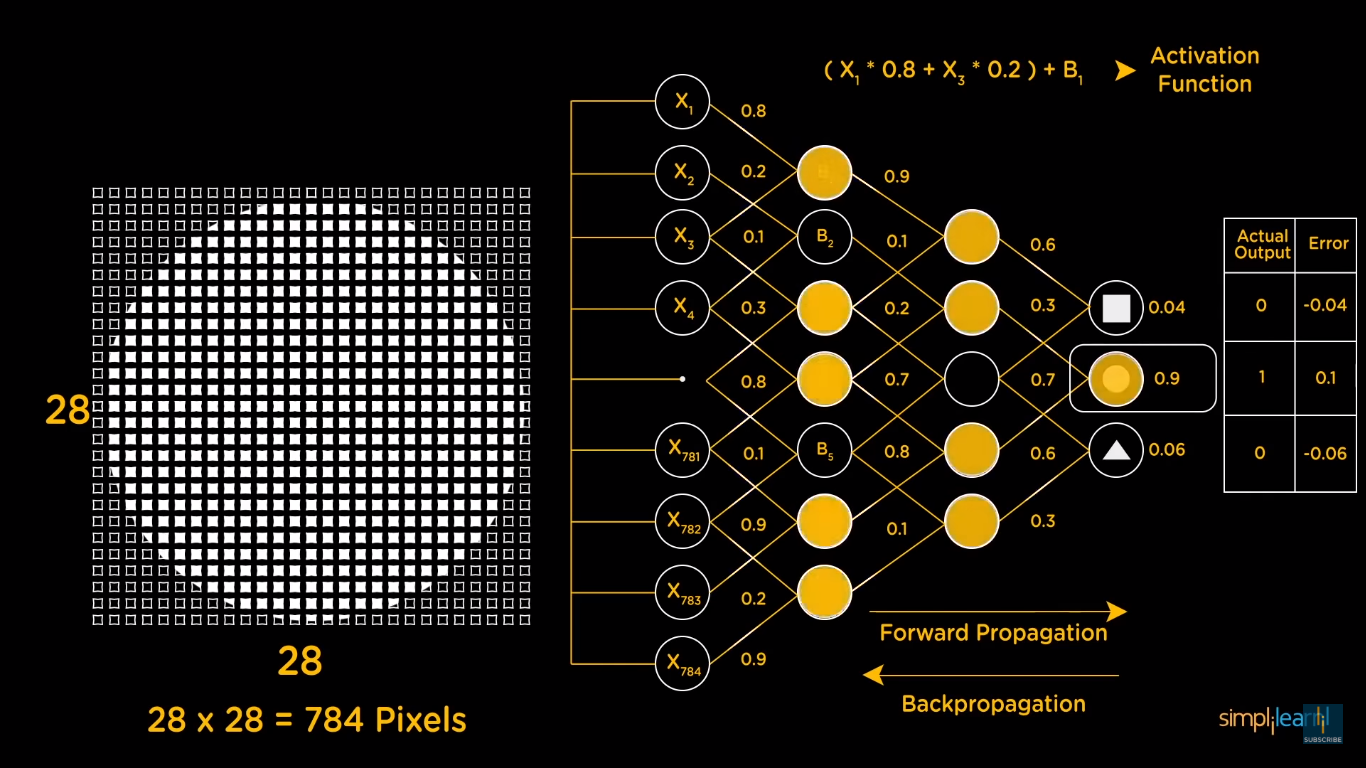 ( X1 * 0.8 + X3 * 0.2 ) + B1
Activation
Function
28
28
28 x 28 = 784 Pixels
X1
X2
X3
X4
X781
X782
X783
X784
0.8
0.2
0.1
0.3
0.8
0.1
0.9
0.2
0.9
B2
B5
0.9
0.1
0.2
0.7
0.8
0.1
0.6
0.3
0.7
0.6
0.3
0.04
0.9
0.06
Actual Output Error
0 -0.04
1 0.1
0 -0.06
Forward Propagation
Backpropagation
simplilearn
SUBSCRIBE